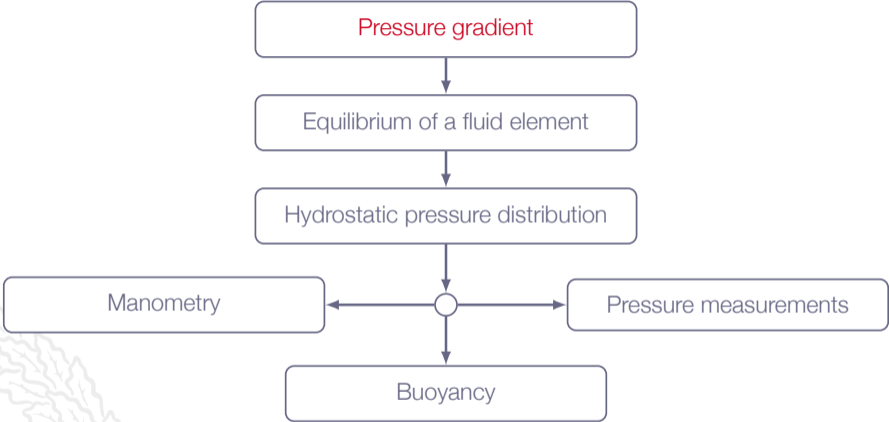 Pressure gradient
Equilibrium of a fluid element
Hydrostatic pressure distribution
Manometry
Pressure measurements
Buoyancy